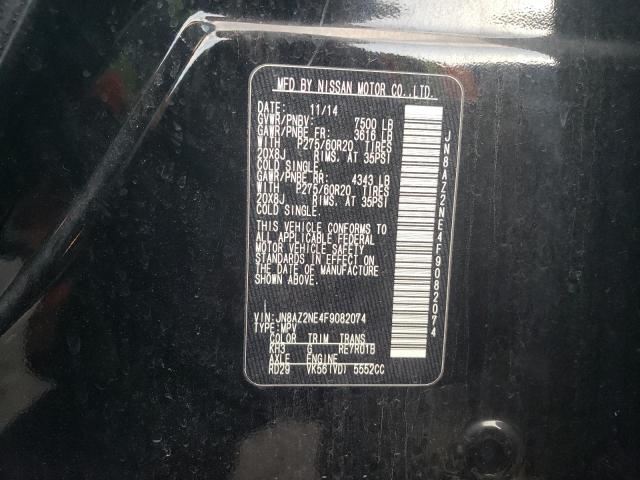 MFD BY NISSAN MOTOR CO.,LTD.
DATE: 11/14
GVWR/PNBV: 7500 LB
GAWR/PNBE FR: 3616 LB
WITH P275/60R20 TIRES
20X8J RIMS. AT 35PSI
COLD SINGLE.
GAWR/PNBE RR: 4343 LB
WITH P275/60R20 TIRES
20X8J RIMS. AT 35PSI
COLD SINGLE.
THIS VEHICLE CONFORMS TO
ALL APPLICABLE FEDERAL
MOTOR VEHICLE SAFETY
STANDARDS IN EFFECT ON
THE DATE OF MANUFACTURE
SHOWN ABOVE.
VIN: JN8AZ2NE4F9082074
TYPE: MPV
COLOR TRIM TRANS
KH3 G RE7R01B
AXLE ENGINE
RD29 VK56(VD) 5552CC
JN8AZ2NE4F9082074